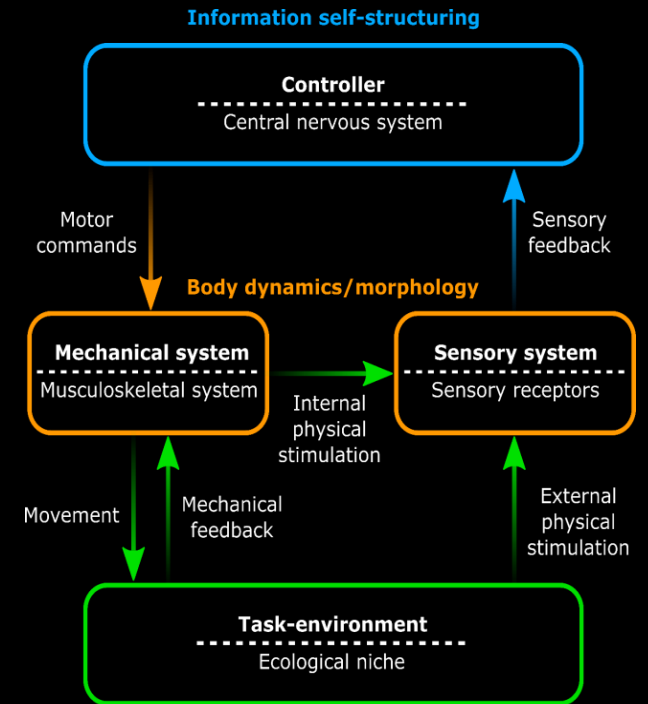 Information self-structuring
Controller
Central nervous system
Motor
commands
Sensory
feedback
Body dynamics/morphology
Mechanical system
Musculoskeletal system
Sensory system
Sensory receptors
Internal
physical
stimulation
Movement
Mechanical
feedback
External
physical
stimulation
Task-environment
Ecological niche